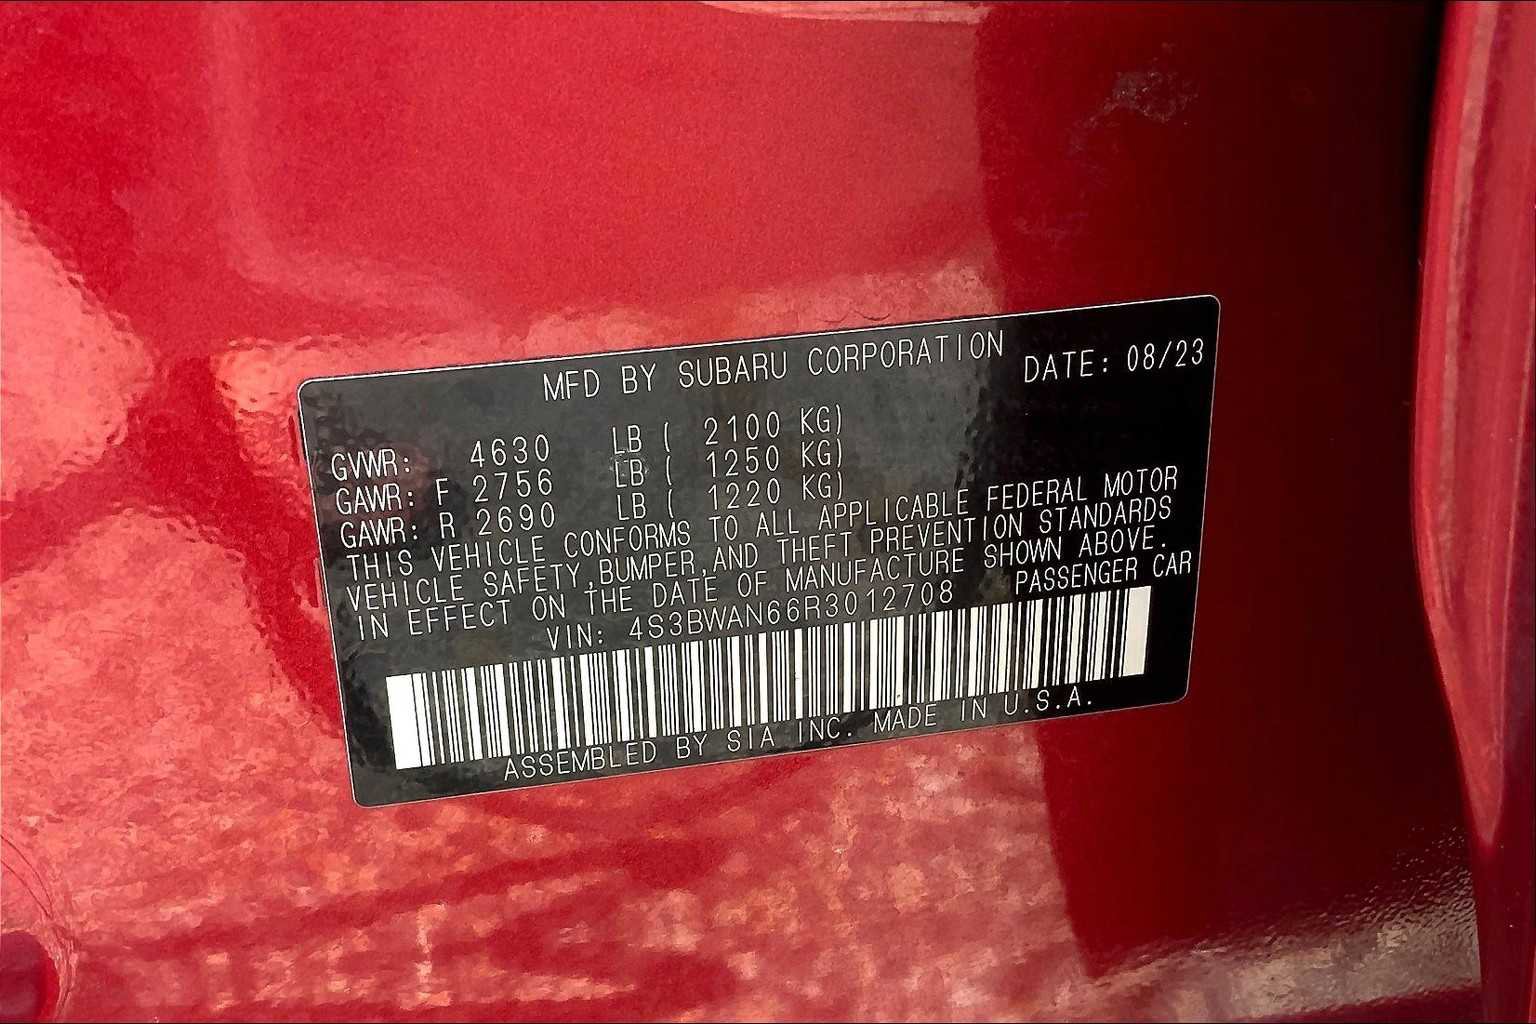 MFD BY SUBARU CORPORATION DATE: 08/23
GVWR: 4630 LB ( 2100 KG)
GAWR: F 2756 LB ( 1250 KG)
GAWR: R 2690 LB ( 1220 KG)
THIS VEHICLE CONFORMS TO ALL APPLICABLE FEDERAL MOTOR
VEHICLE SAFETY,BUMPER,AND THEFT PREVENTION STANDARDS
IN EFFECT ON THE DATE OF MANUFACTURE SHOWN ABOVE.
VIN: 4S3BWAN66R3012708 PASSENGER CAR
ASSEMBLED BY SIA INC. MADE IN U.S.A.